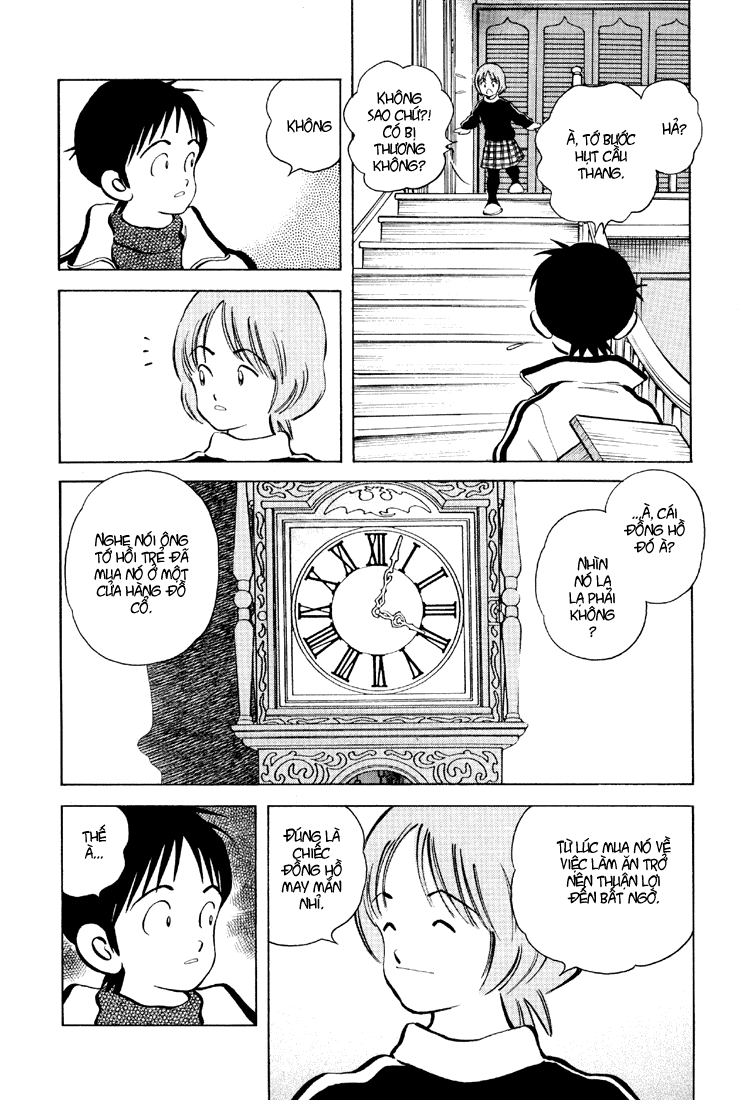 HẢ?
À, TỚ BƯỚC
HỤT CẦU
THANG.
KHÔNG
SAO CHỨ?!
CÓ BỊ
THƯƠNG
KHÔNG?
KHÔNG
...À, CÁI
ĐỒNG HỒ
ĐÓ À?
NHÌN
NÓ LẠ
LẠ PHẢI
KHÔNG
?
NGHE NÓI ÔNG
TỚ HỒI TRẺ ĐÃ
MUA NÓ Ở MỘT
CỬA HÀNG ĐỒ
CỔ.
TỪ LÚC MUA NÓ VỀ
VIỆC LÀM ĂN TRỞ
NÊN THUẬN LỢI
ĐẾN BẤT NGỜ.
ĐÚNG LÀ
CHIẾC
ĐỒNG HỒ
MAY MẮN
NHỈ.
THẾ
À...